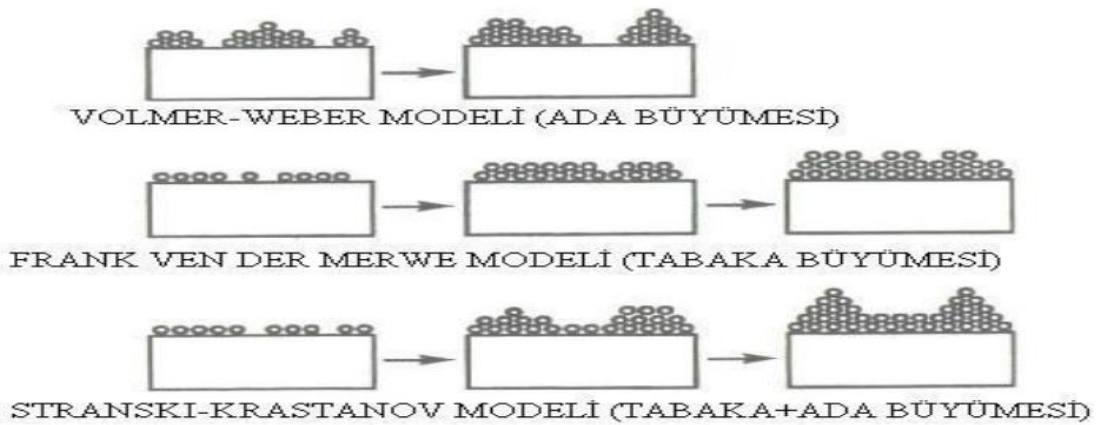 VOLMER-WEBER MODELİ (ADA BÜYÜMESİ)
FRANK VEN DER MERWE MODELİ (TABAKA BÜYÜMESİ)
STRANSKI-KRASTANOV MODELİ (TABAKA+ADA BÜYÜMESİ)